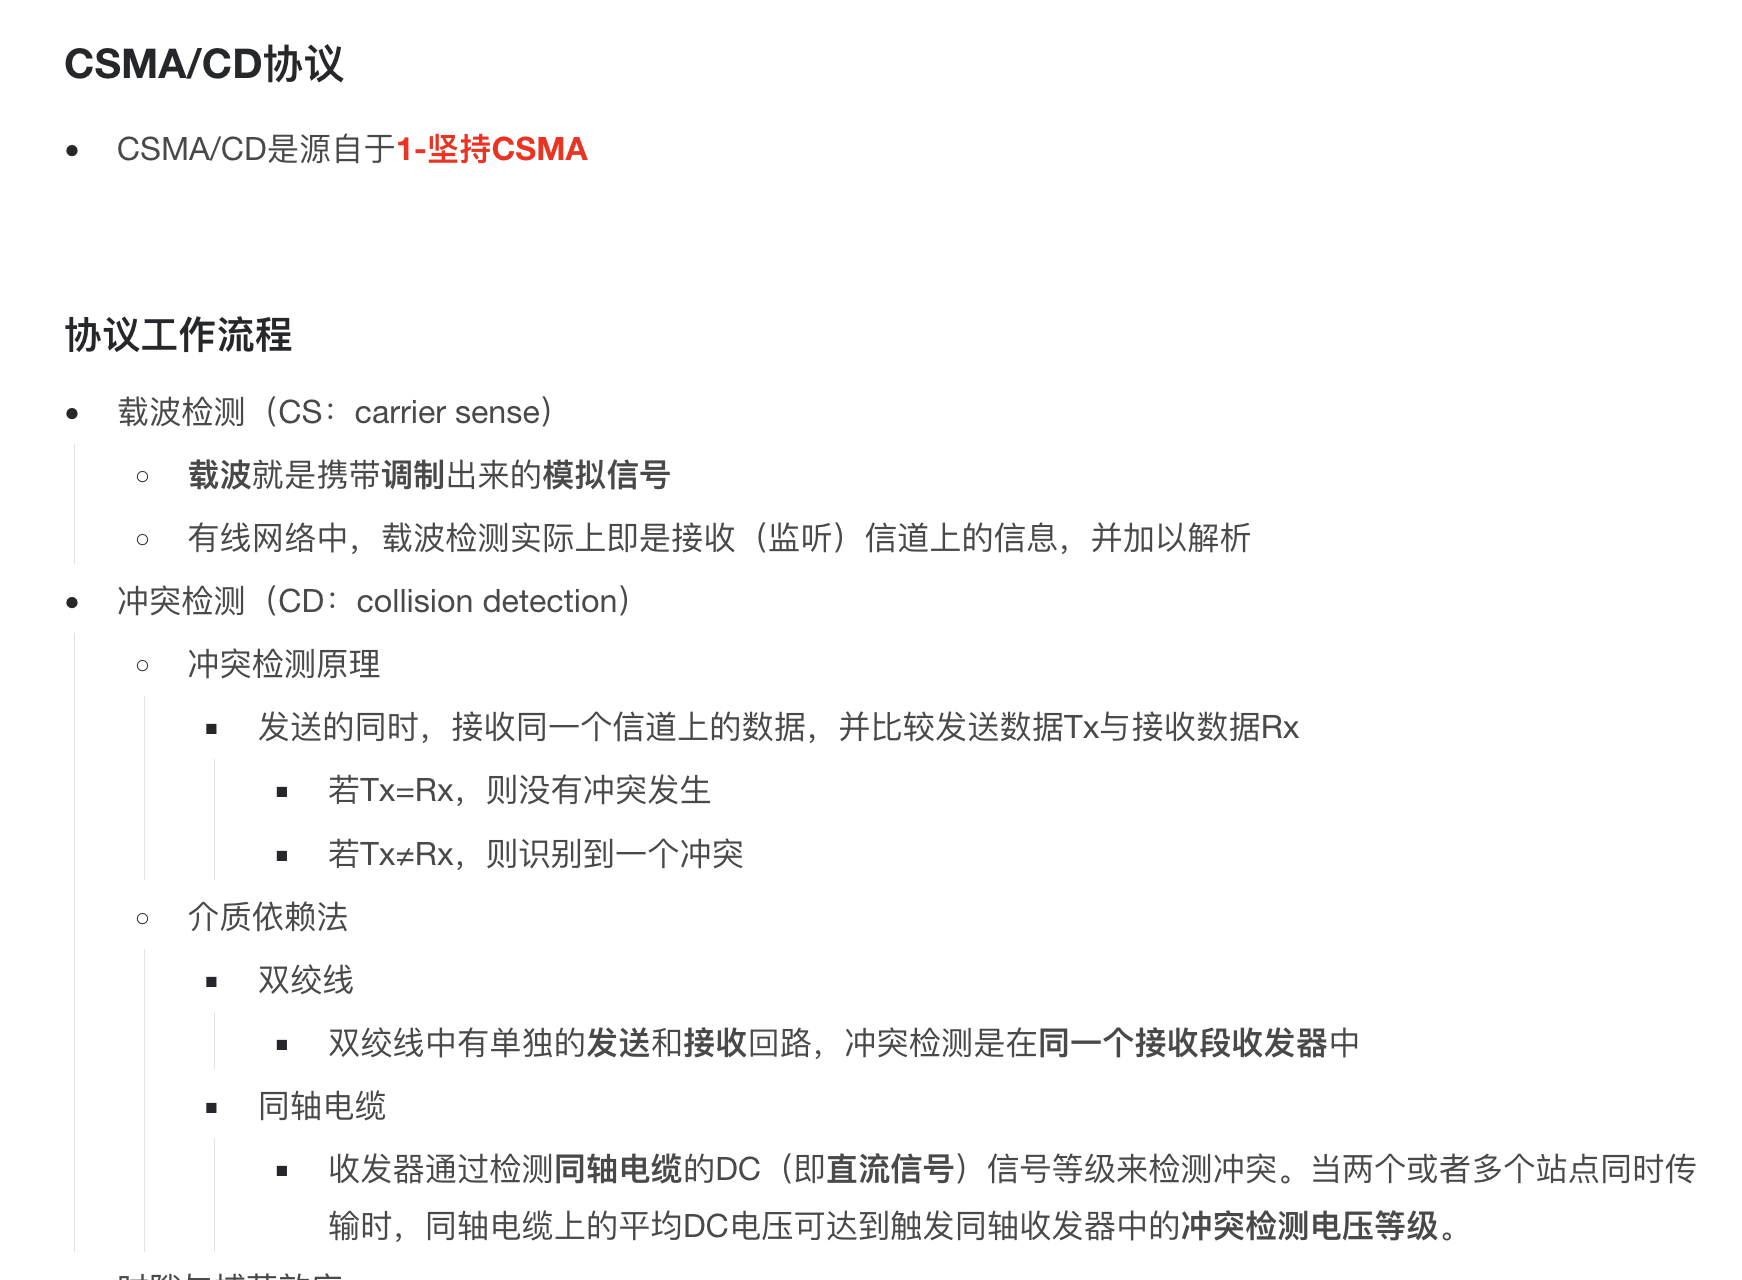 CSMA/CD协议
CSMA/CD是源自于1-坚持CSMA
协议工作流程
载波检测（CS：carrier sense）
载波就是携带调制出来的模拟信号
有线网络中，载波检测实际上即是接收（监听）信道上的信息，并加以解析
冲突检测（CD：collision detection）
冲突检测原理
发送的同时，接收同一个信道上的数据，并比较发送数据Tx与接收数据Rx
若Tx=Rx，则没有冲突发生
若Tx≠Rx，则识别到一个冲突
介质依赖法
双绞线
双绞线中有单独的发送和接收回路，冲突检测是在同一个接收段收发器中
同轴电缆
收发器通过检测同轴电缆的DC（即直流信号）信号等级来检测冲突。当两个或者多个站点同时传
输时，同轴电缆上的平均DC电压可达到触发同轴收发器中的冲突检测电压等级。